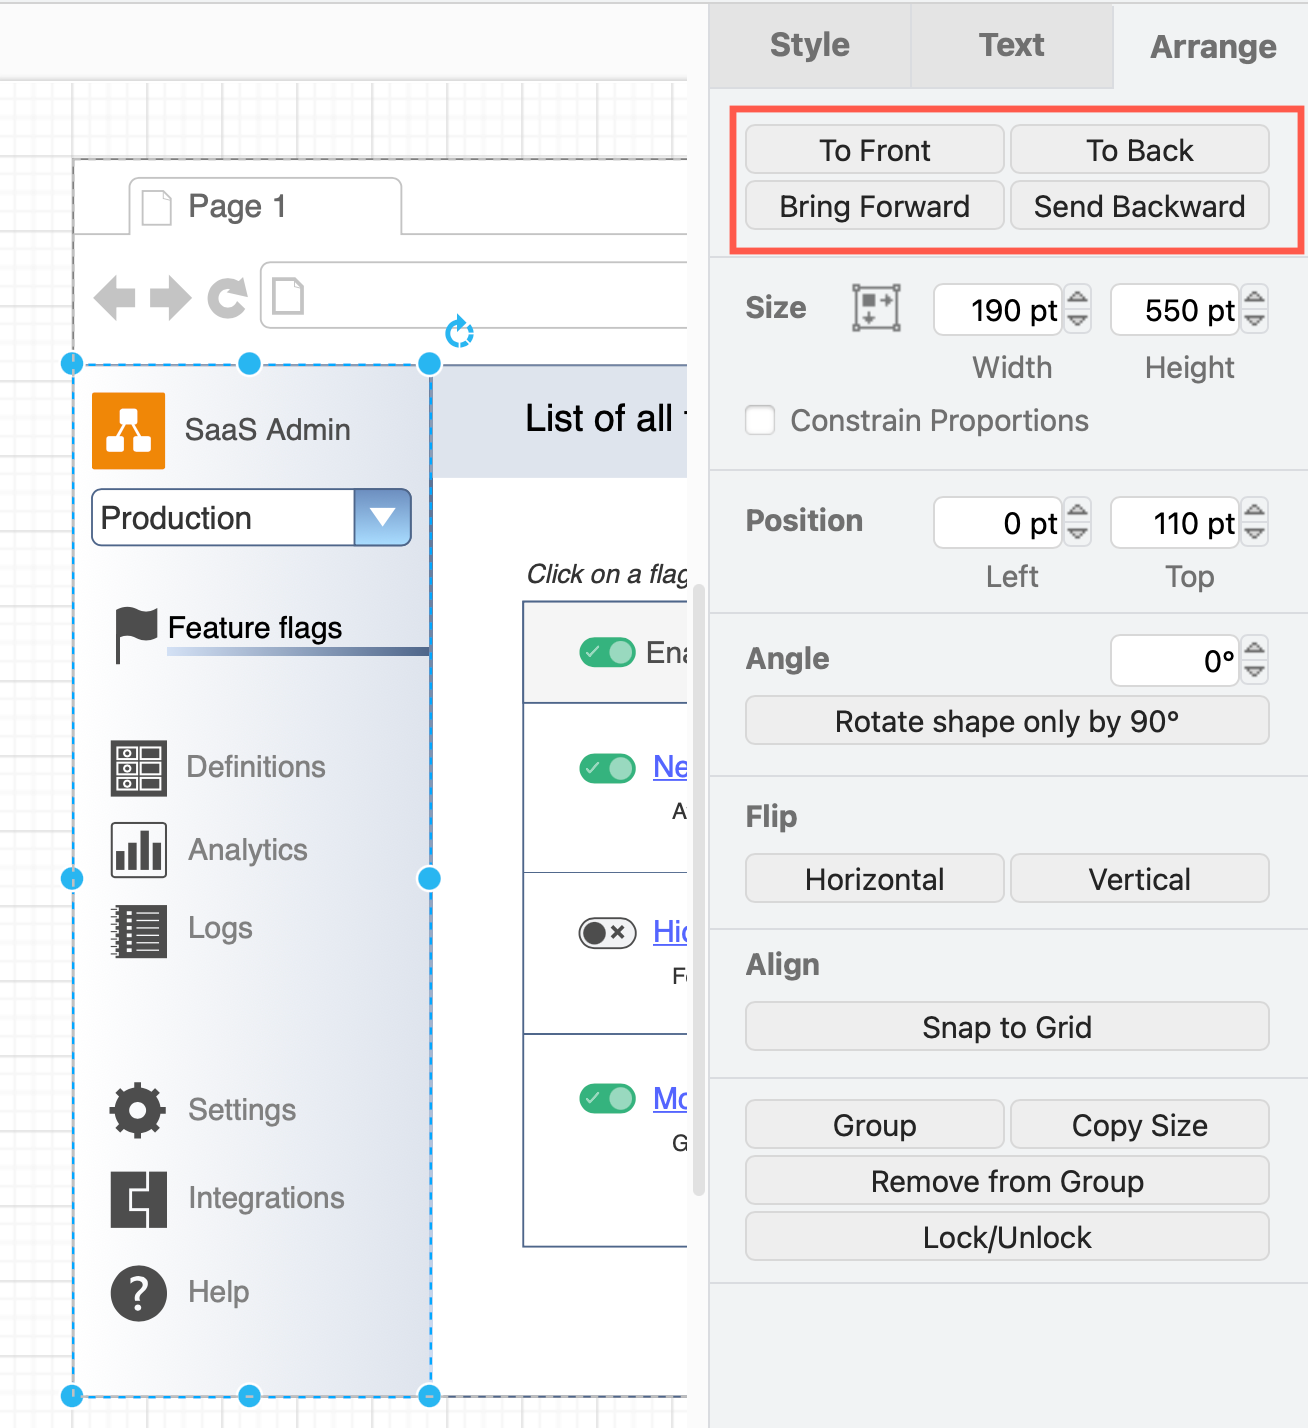 Style
Text
Arrange
To Front
To Back
Bring Forward
Send Backward
Size
190 pt
550 pt
Width
Height
Constrain Proportions
Position
0 pt
110 pt
Left
Top
Angle
0°
Rotate shape only by 90°
Flip
Horizontal
Vertical
Align
Snap to Grid
Group
Copy Size
Remove from Group
Lock/Unlock
Page 1
SaaS Admin
Production
Feature flags
Definitions
Analytics
Logs
Settings
Integrations
Help
List of all
Click on a flag
Ena
Ne
A
Hid
Fe
Mo
G